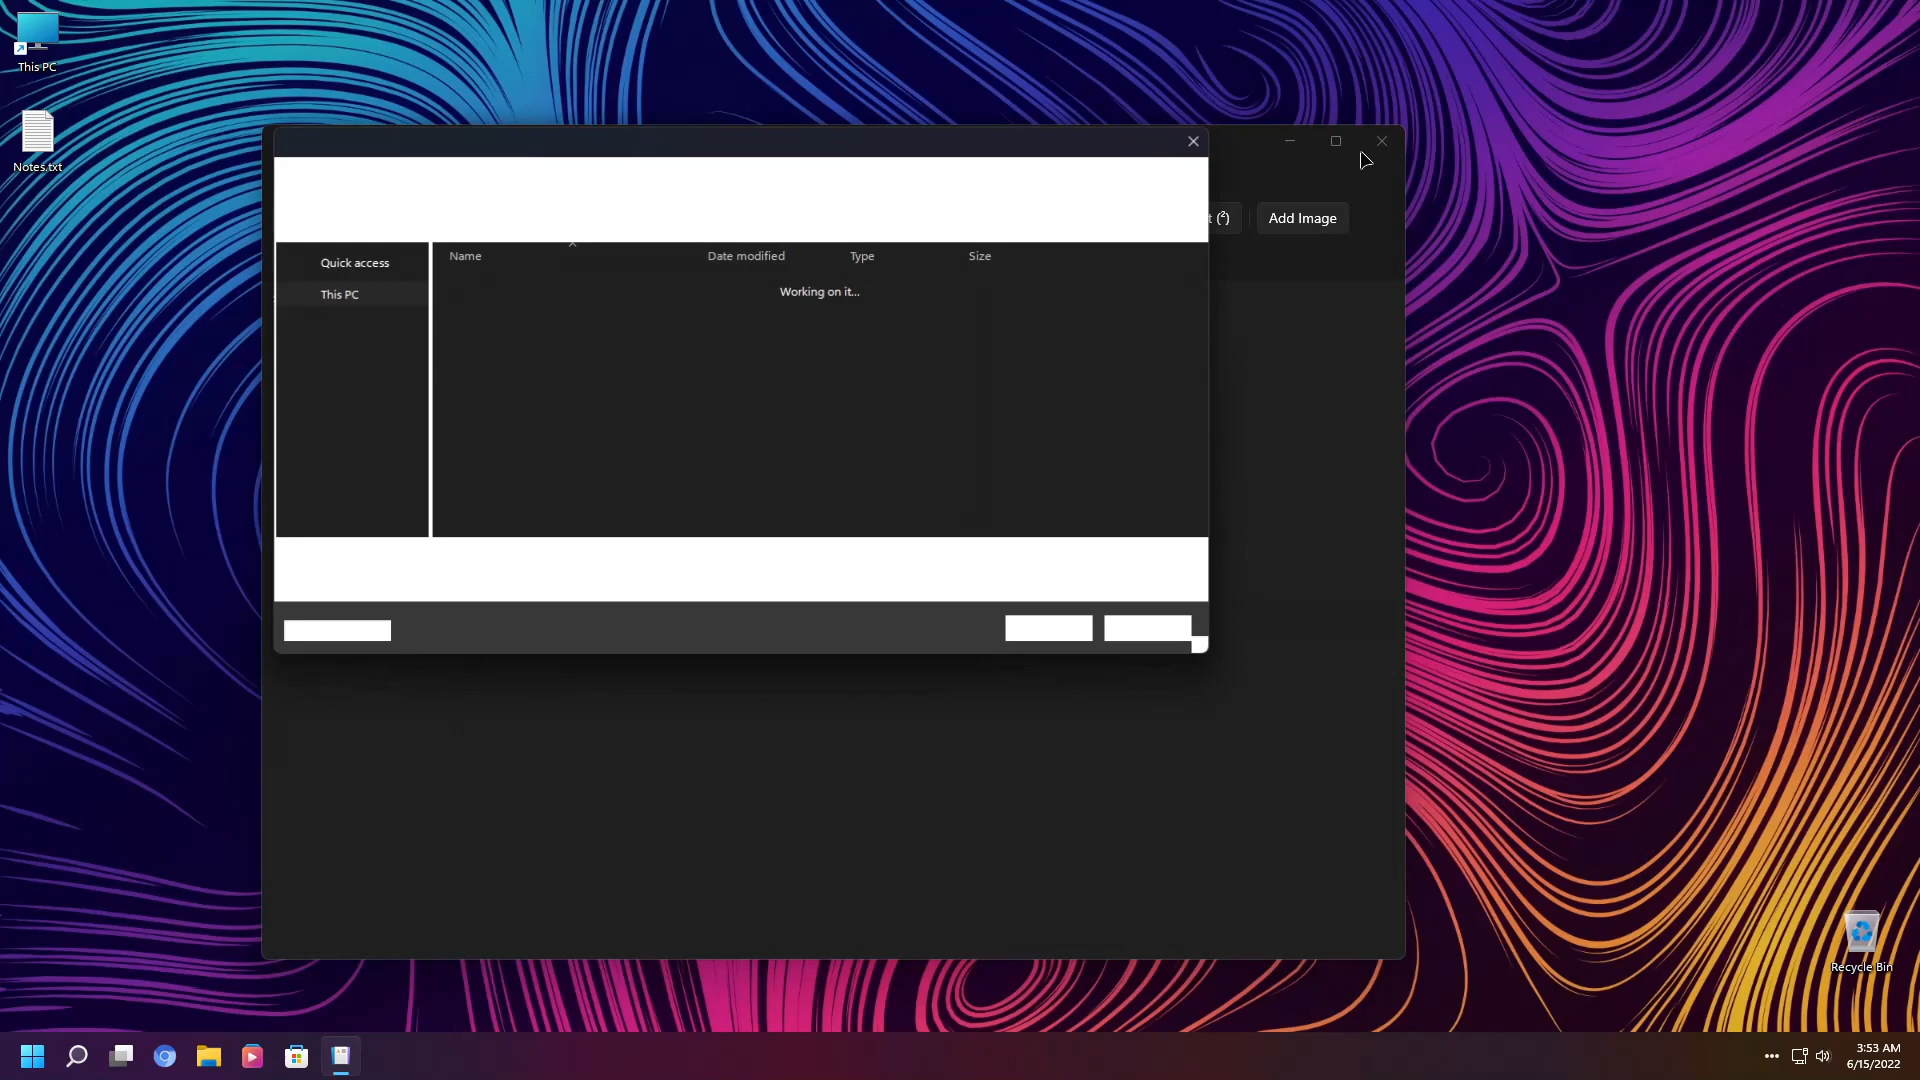 This PC
Notes.txt
t (²)
Add Image
Name
Date modified
Type
Size
Quick access
This PC
Working on it...
Recycle Bin
3:53 AM
6/15/2022